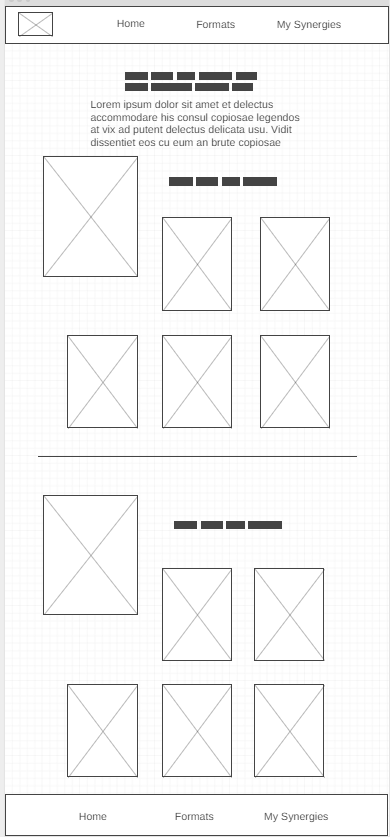 Home Formats My Synergies
Lorem ipsum dolor sit amet et delectus
accommodare his consul copiosae legendos
at vix ad putent delectus delicata usu. Vidit
dissentiet eos cu eum an brute copiosae
Home Formats My Synergies